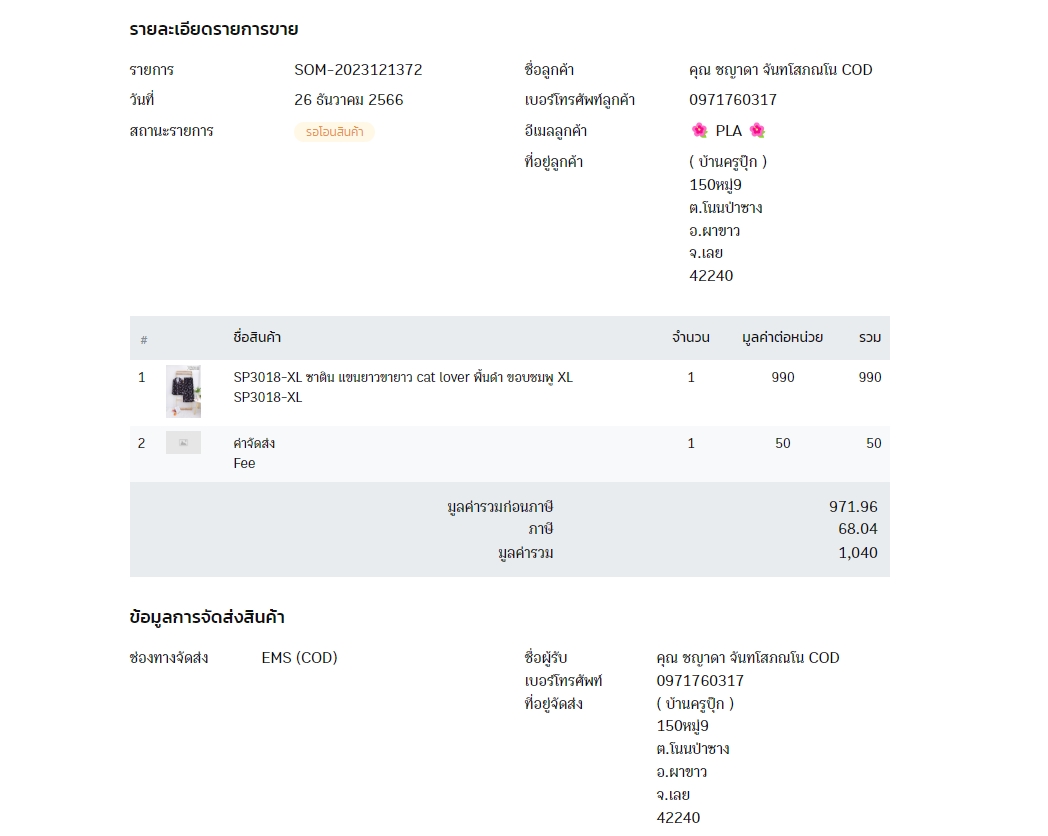 รายละเอียดรายการขาย
รายการ SOM-2023121372
วันที่ 26 ธันวาคม 2566
สถานะรายการ รอโอนสินค้า
ชื่อลูกค้า คุณ ชญาดา จันทโสภณโน COD
เบอร์โทรศัพท์ลูกค้า 0971760317
อีเมลลูกค้า 🌺 PLA 🌺
ที่อยู่ลูกค้า ( บ้านครูปุ๊ก )
150หมู่9
ต.โนนป่าซาง
อ.ผาขาว
จ.เลย
42240
# ชื่อสินค้า จำนวน มูลค่าต่อหน่วย รวม
1 SP3018-XL ซาติน แขนยาวขายาว cat lover พื้นดำ ขอบชมพู XL 1 990 990
SP3018-XL
2 ค่าจัดส่ง 1 50 50
Fee
มูลค่ารวมก่อนภาษี 971.96
ภาษี 68.04
มูลค่ารวม 1,040
ข้อมูลการจัดส่งสินค้า
ช่องทางจัดส่ง EMS (COD)
ชื่อผู้รับ คุณ ชญาดา จันทโสภณโน COD
เบอร์โทรศัพท์ 0971760317
ที่อยู่จัดส่ง ( บ้านครูปุ๊ก )
150หมู่9
ต.โนนป่าซาง
อ.ผาขาว
จ.เลย
42240